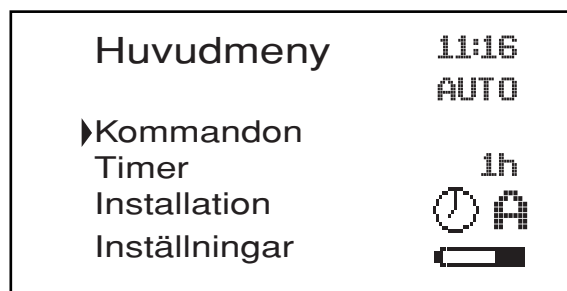 Huvudmeny 11:16
AUTO
Kommandon
Timer 1h
Installation A
Inställningar